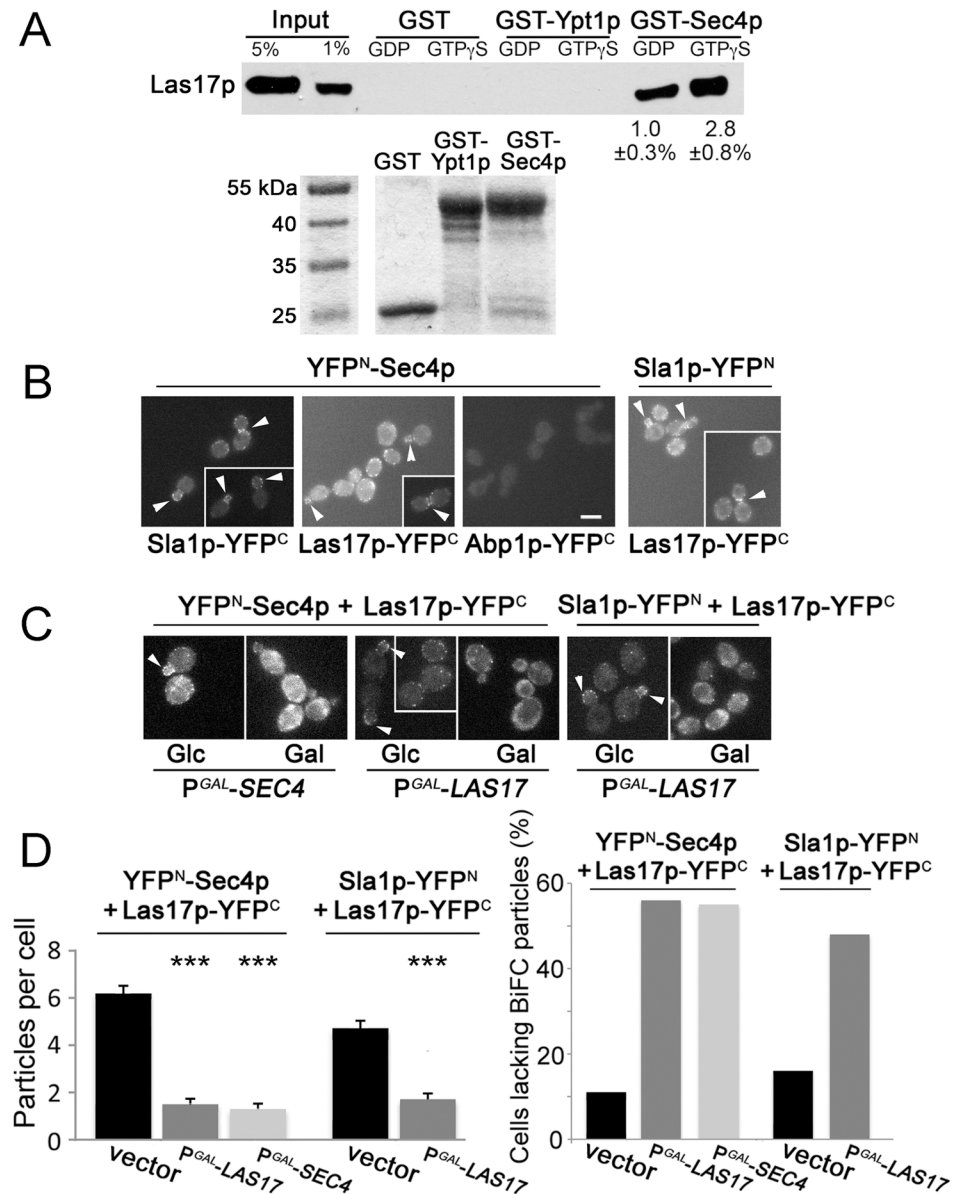 A
Input GST GST-Ypt1p GST-Sec4p
5% 1% GDP GTPγS GDP GTPγS GDP GTPγS
Las17p
1.0 2.8
±0.3% ±0.8%
GST GST-Ypt1p GST-Sec4p
55 kDa
40
35
25
B
YFPᴺ-Sec4p Sla1p-YFPᴺ
Sla1p-YFPᶜ Las17p-YFPᶜ Abp1p-YFPᶜ Las17p-YFPᶜ
C
YFPᴺ-Sec4p + Las17p-YFPᶜ Sla1p-YFPᴺ + Las17p-YFPᶜ
Glc Gal Glc Gal Glc Gal
Pᴳᴬᴸ-SEC4 Pᴳᴬᴸ-LAS17 Pᴳᴬᴸ-LAS17
D
YFPᴺ-Sec4p
+Las17p-YFPᶜ
Sla1p-YFPᴺ
+Las17p-YFPᶜ
Particles per cell
8
6
4
2
0
*** *** ***
vector Pᴳᴬᴸ-LAS17 Pᴳᴬᴸ-SEC4 vector Pᴳᴬᴸ-LAS17
YFPᴺ-Sec4p
+Las17p-YFPᶜ
Sla1p-YFPᴺ
+Las17p-YFPᶜ
Cells lacking BiFC particles (%)
60
40
20
0
vector Pᴳᴬᴸ-LAS17 Pᴳᴬᴸ-SEC4 vector Pᴳᴬᴸ-LAS17